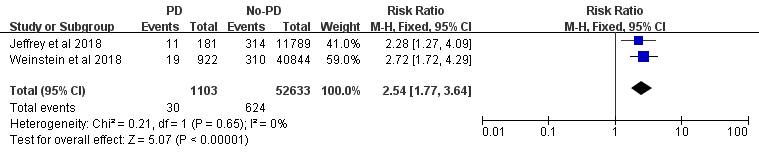 PD No-PD Risk Ratio Risk Ratio
Study or Subgroup Events Total Events Total Weight M-H, Fixed, 95% CI M-H, Fixed, 95% CI
Jeffrey et al 2018 11 181 314 11789 41.0% 2.28 [1.27, 4.09]
Weinstein et al 2018 19 922 310 40844 59.0% 2.72 [1.72, 4.29]
Total (95% CI) 1103 52633 100.0% 2.54 [1.77, 3.64]
Total events 30 624
Heterogeneity: Chi² = 0.21, df = 1 (P = 0.65); I² = 0%
Test for overall effect: Z = 5.07 (P < 0.00001)
0.01 0.1 1 10 100